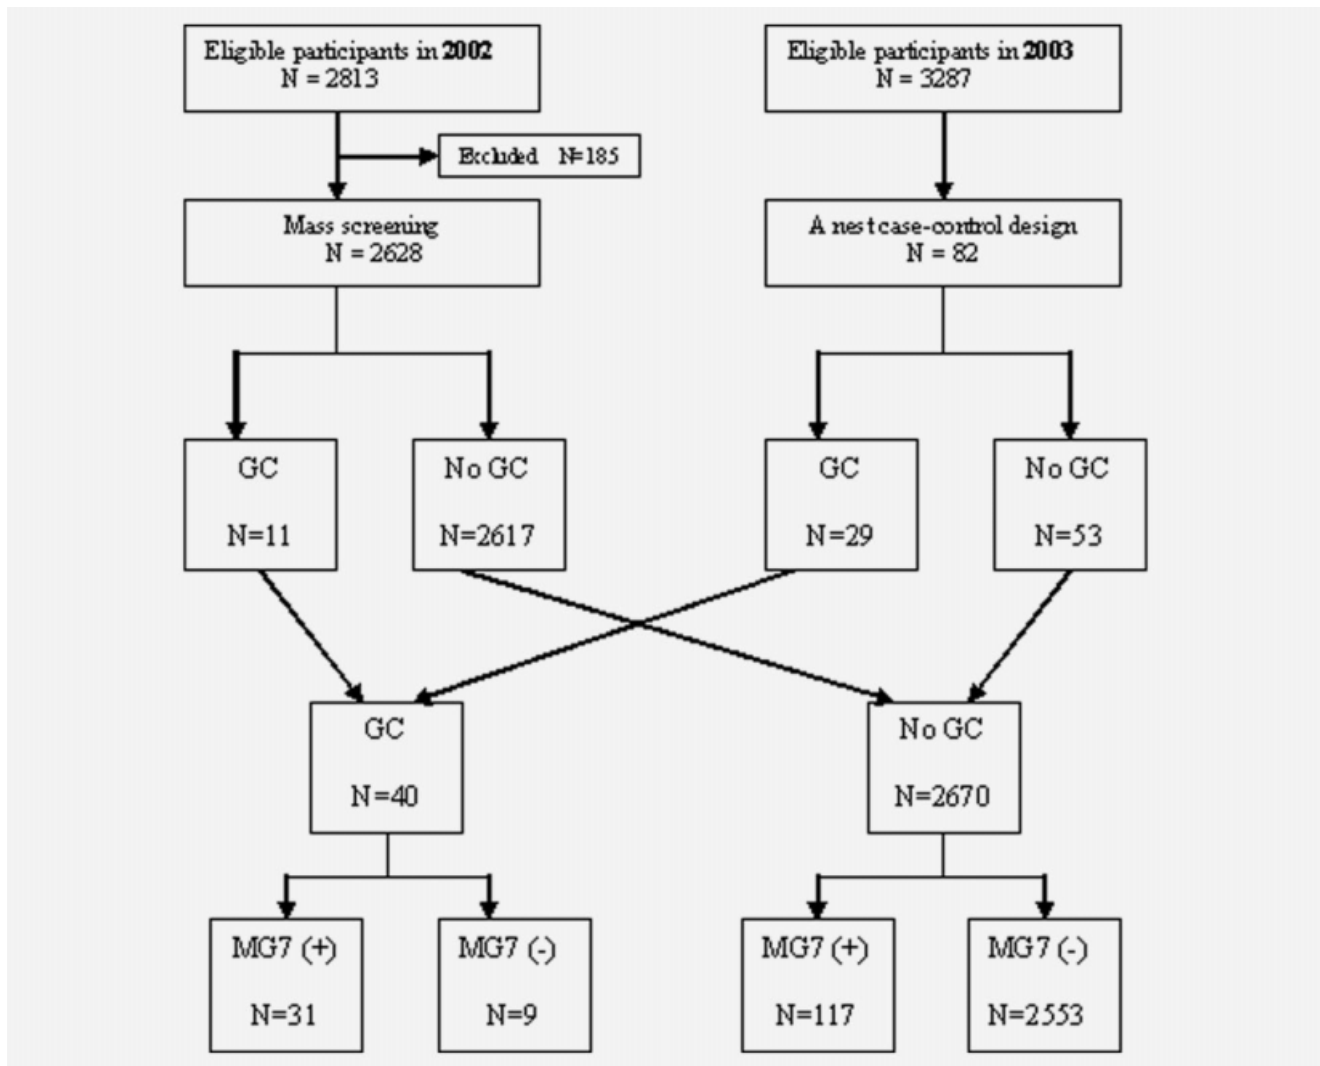 Eligible participants in 2002
N = 2813
Eligible participants in 2003
N = 3287
Excluded N=185
Mass screening
N = 2628
A nest case-control design
N = 82
GC
N=11
No GC
N=2617
GC
N=29
No GC
N=53
GC
N=40
No GC
N=2670
MG7 (+)
N=31
MG7 (-)
N=9
MG7 (+)
N=117
MG7 (-)
N=2553